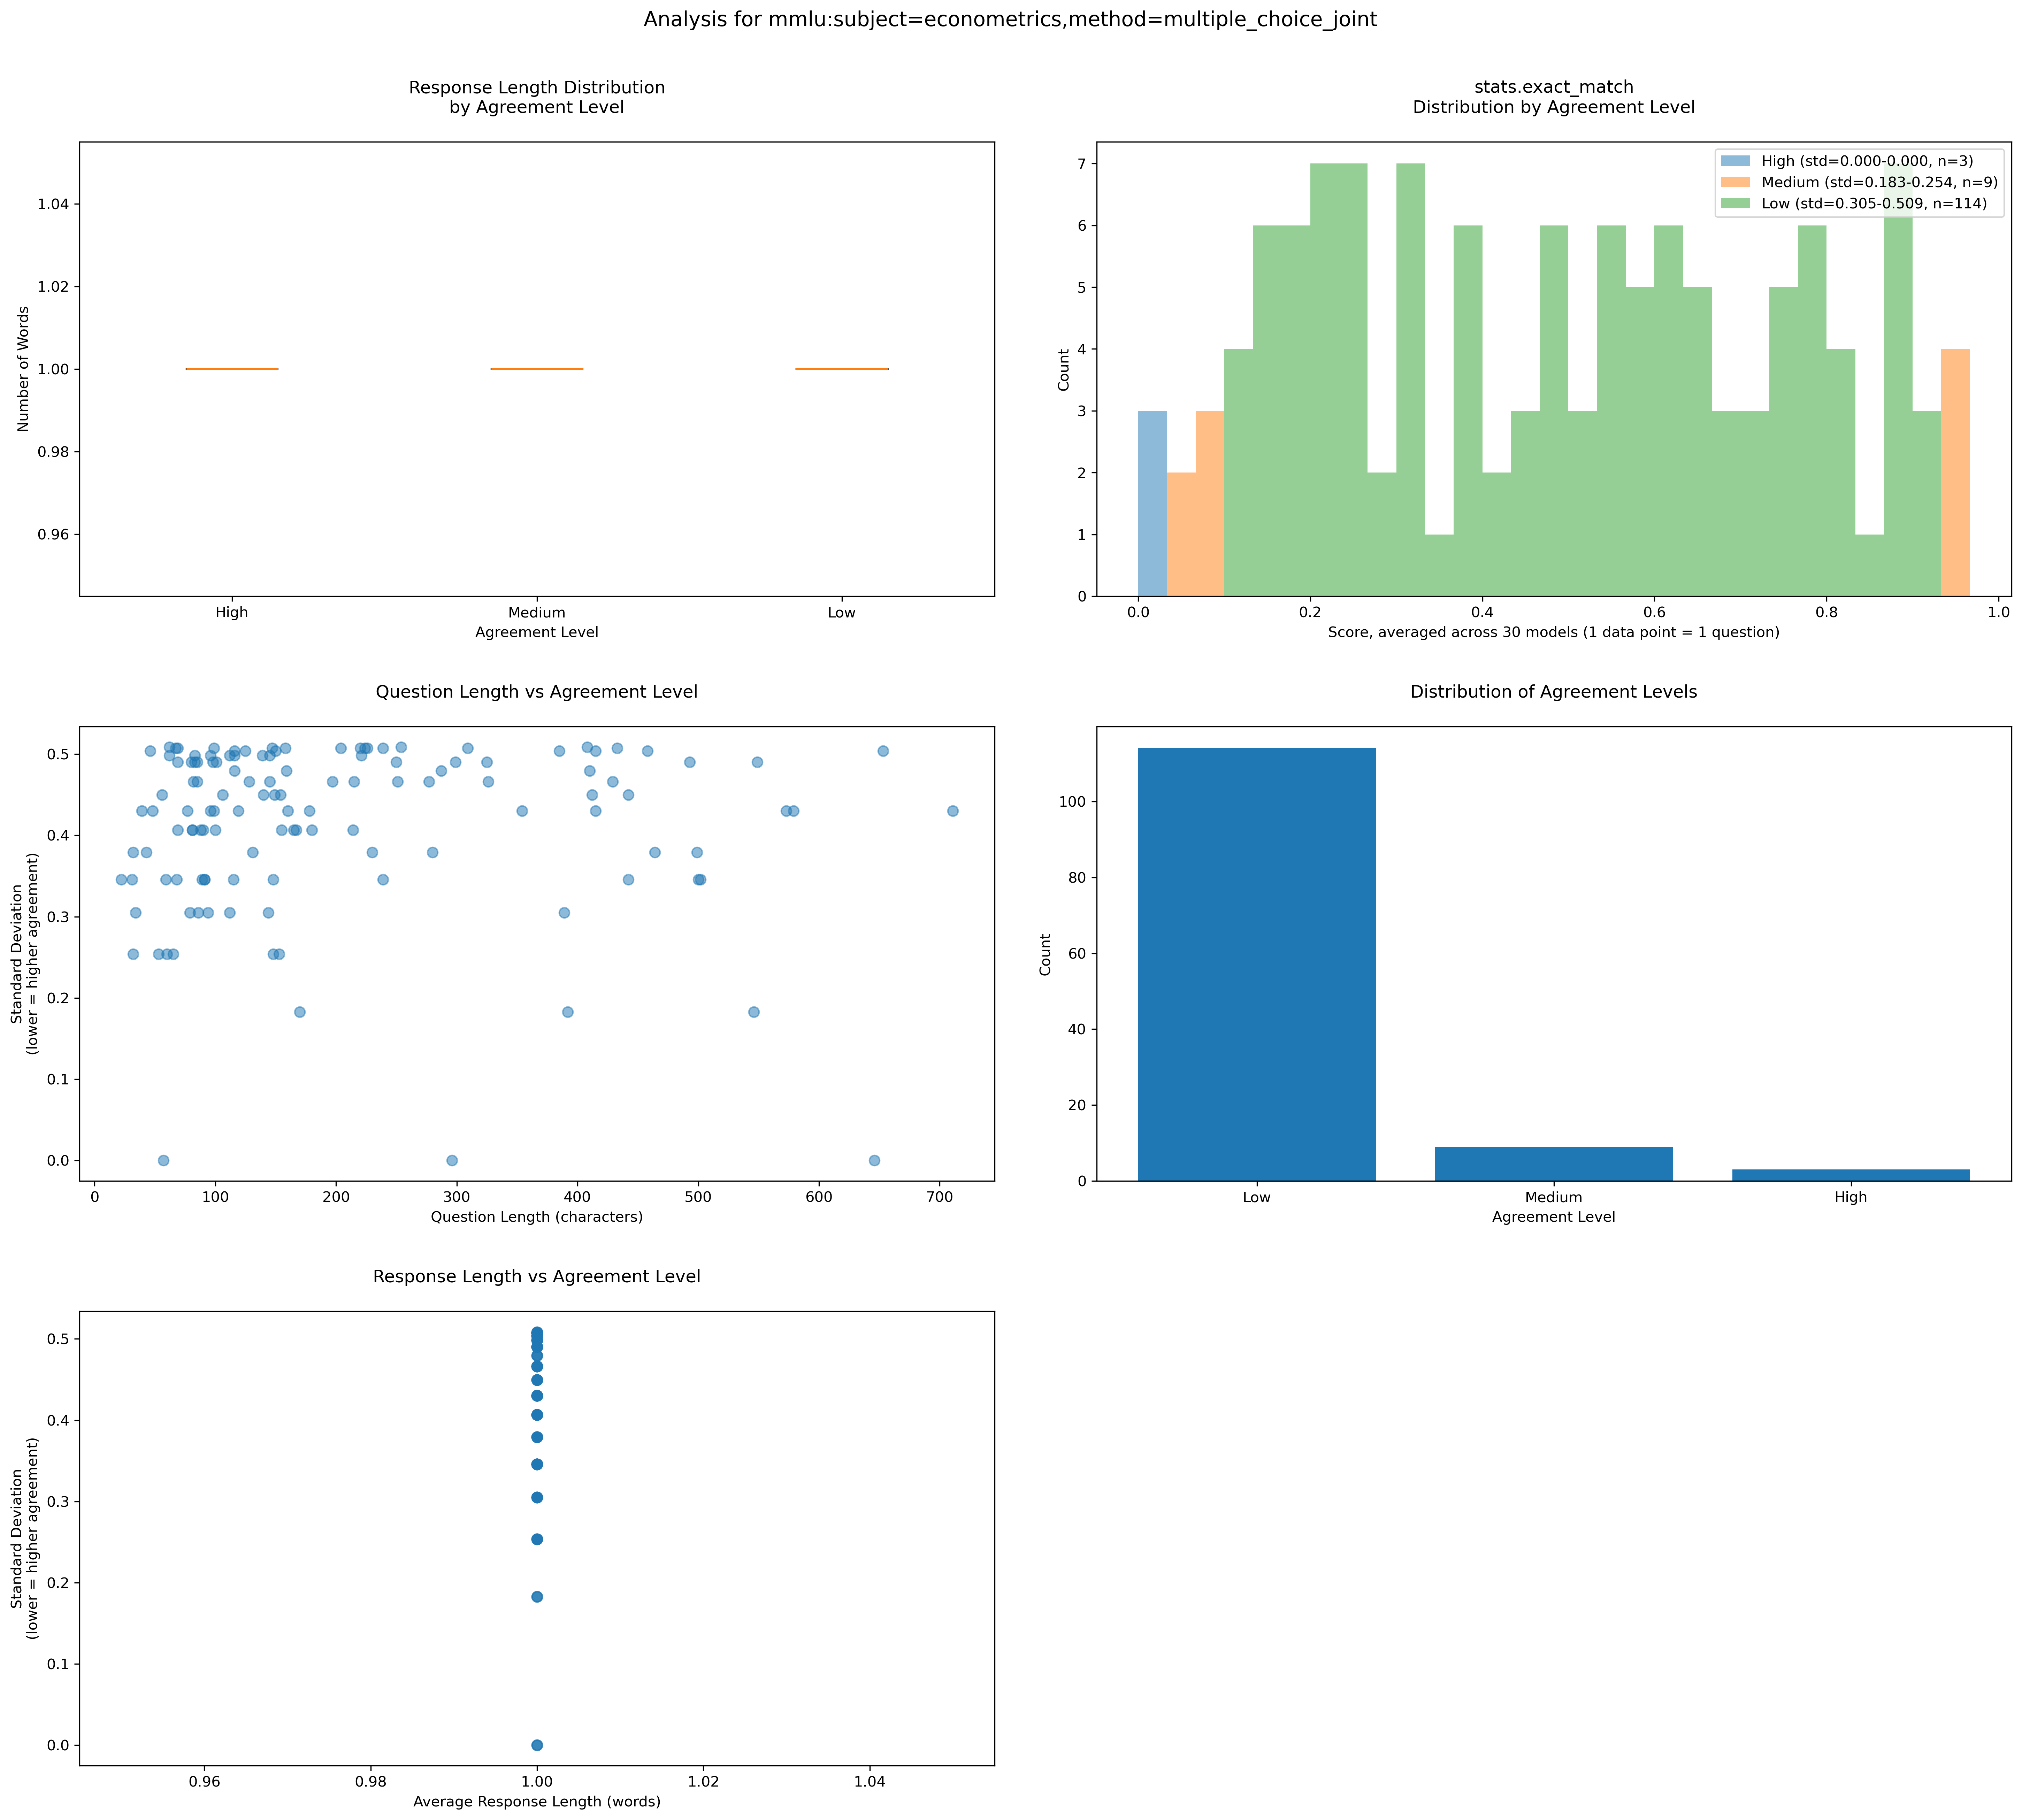 Analysis for mmlu:subject=econometrics,method=multiple_choice_joint
Response Length Distribution
by Agreement Level
1.04
1.02
1.00
0.98
0.96
Number of Words
High
Medium
Low
Agreement Level
stats.exact_match
Distribution by Agreement Level
High (std=0.000-0.000, n=3)
Medium (std=0.183-0.254, n=9)
Low (std=0.305-0.509, n=114)
7
6
5
4
3
2
1
0
Count
0.0
0.2
0.4
0.6
0.8
1.0
Score, averaged across 30 models (1 data point = 1 question)
Question Length vs Agreement Level
0.5
0.4
0.3
0.2
0.1
0.0
Standard Deviation
(lower = higher agreement)
0
100
200
300
400
500
600
700
Question Length (characters)
Distribution of Agreement Levels
100
80
60
40
20
0
Count
Low
Medium
High
Agreement Level
Response Length vs Agreement Level
0.5
0.4
0.3
0.2
0.1
0.0
Standard Deviation
(lower = higher agreement)
0.96
0.98
1.00
1.02
1.04
Average Response Length (words)